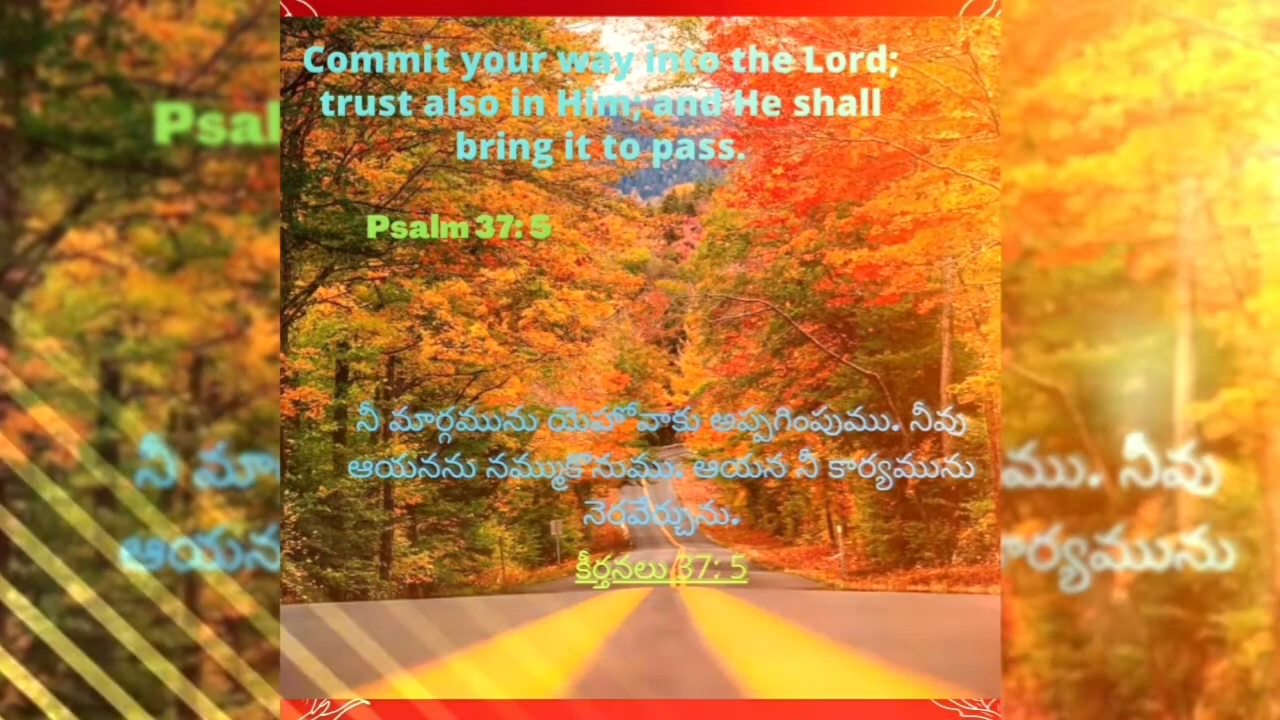 Commit your way into the Lord;
trust also in Him; and He shall
bring it to pass.
Psalm 37: 5
నీ మార్గమును యెహోవాకు అప్పగింపుము. నీవు
ఆయనను నమ్ముకొనుము. ఆయన నీ కార్యమును
నెరవేర్చును.
కీర్తనలు 37: 5